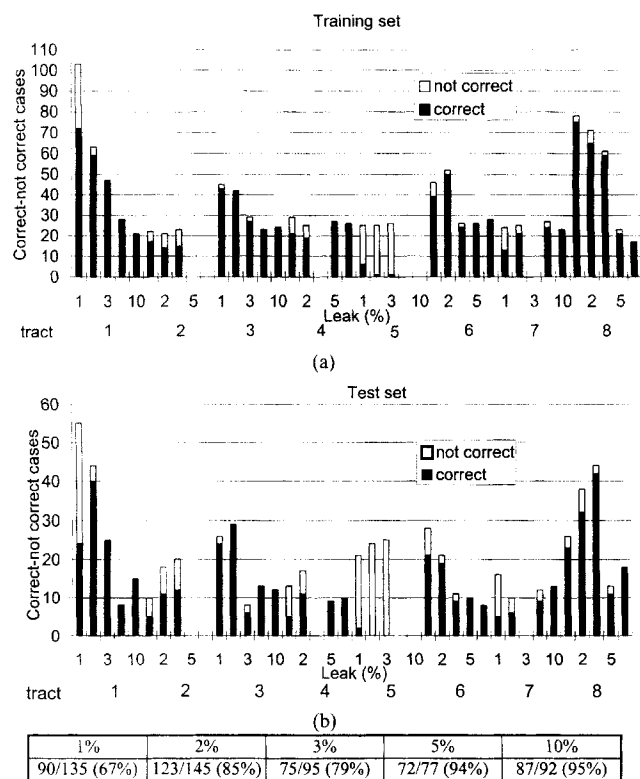 Training set
110
100
90
80
70
60
50
40
30
20
10
0
Correct-not correct cases
not correct
correct
1 3 10 2 5 1 3 10 2 5 1 3 10 2 5 1 3 10 2 5
Leak (%)
tract 1 2 3 4 5 6 7 8
(a)
Test set
60
50
40
30
20
10
0
Correct-not correct cases
not correct
correct
1 3 10 2 5 1 3 10 2 5 1 3 10 2 5 1 3 10 2 5
Leak (%)
tract 1 2 3 4 5 6 7 8
(b)
1% 2% 3% 5% 10%
90/135 (67%) 123/145 (85%) 75/95 (79%) 72/77 (94%) 87/92 (95%)